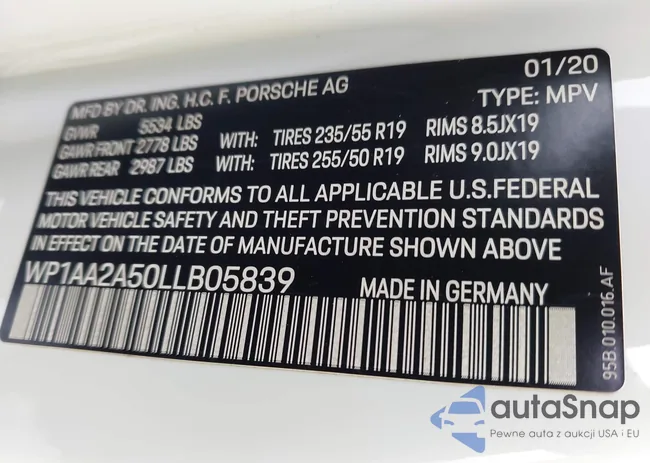 MFD BY DR. ING. H.C. F. PORSCHE AG 01/20
GVWR 5534 LBS TYPE: MPV
GAWR FRONT 2778 LBS WITH: TIRES 235/55 R19 RIMS 8.5JX19
GAWR REAR 2987 LBS WITH: TIRES 255/50 R19 RIMS 9.0JX19
THIS VEHICLE CONFORMS TO ALL APPLICABLE U.S.FEDERAL
MOTOR VEHICLE SAFETY AND THEFT PREVENTION STANDARDS
IN EFFECT ON THE DATE OF MANUFACTURE SHOWN ABOVE
WP1AA2A50LLB05839 MADE IN GERMANY
95B.010.016.AF
autaSnap
Pewne auta z aukcji USA i EU